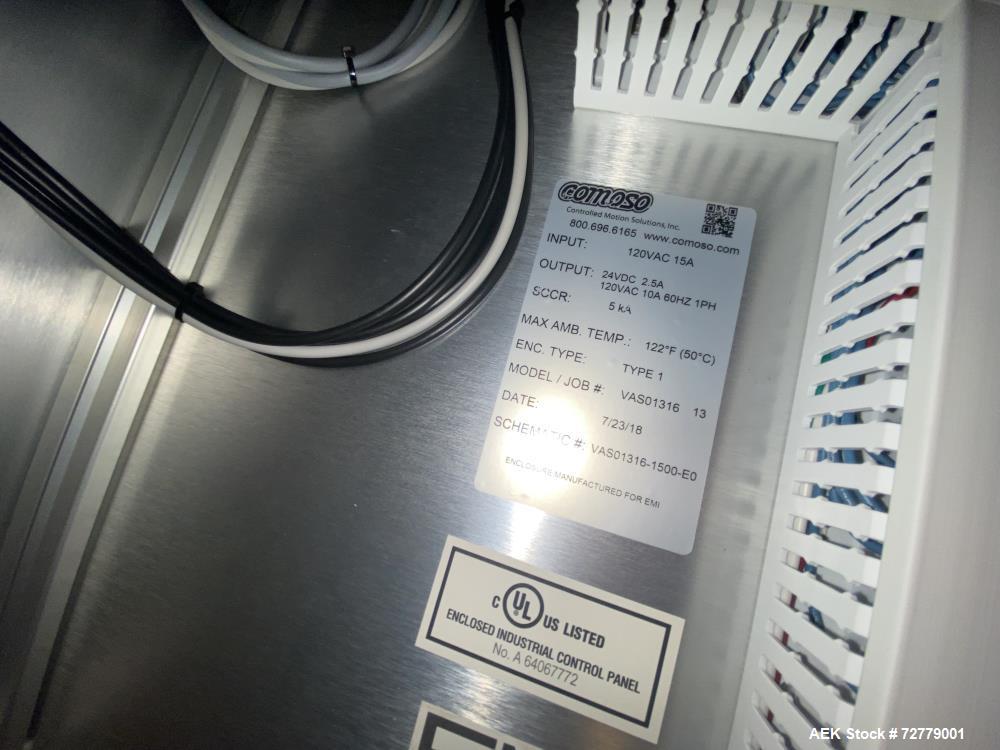 comoso
Controlled Motion Solutions, Inc.
800.696.6165 www.comoso.com
INPUT: 120VAC 15A
OUTPUT: 24VDC 2.5A
120VAC 10A 60HZ 1PH
SCCR: 5 kA
MAX AMB. TEMP.: 122°F (50°C)
ENC. TYPE: TYPE 1
MODEL / JOB #: VAS01316 13
DATE: 7/23/18
SCHEMATIC #: VAS01316-1500-E0
ENCLOSURE MANUFACTURED FOR EMI
C UL US LISTED
ENCLOSED INDUSTRIAL CONTROL PANEL
No. A 64067772
AEK Stock # 72779001